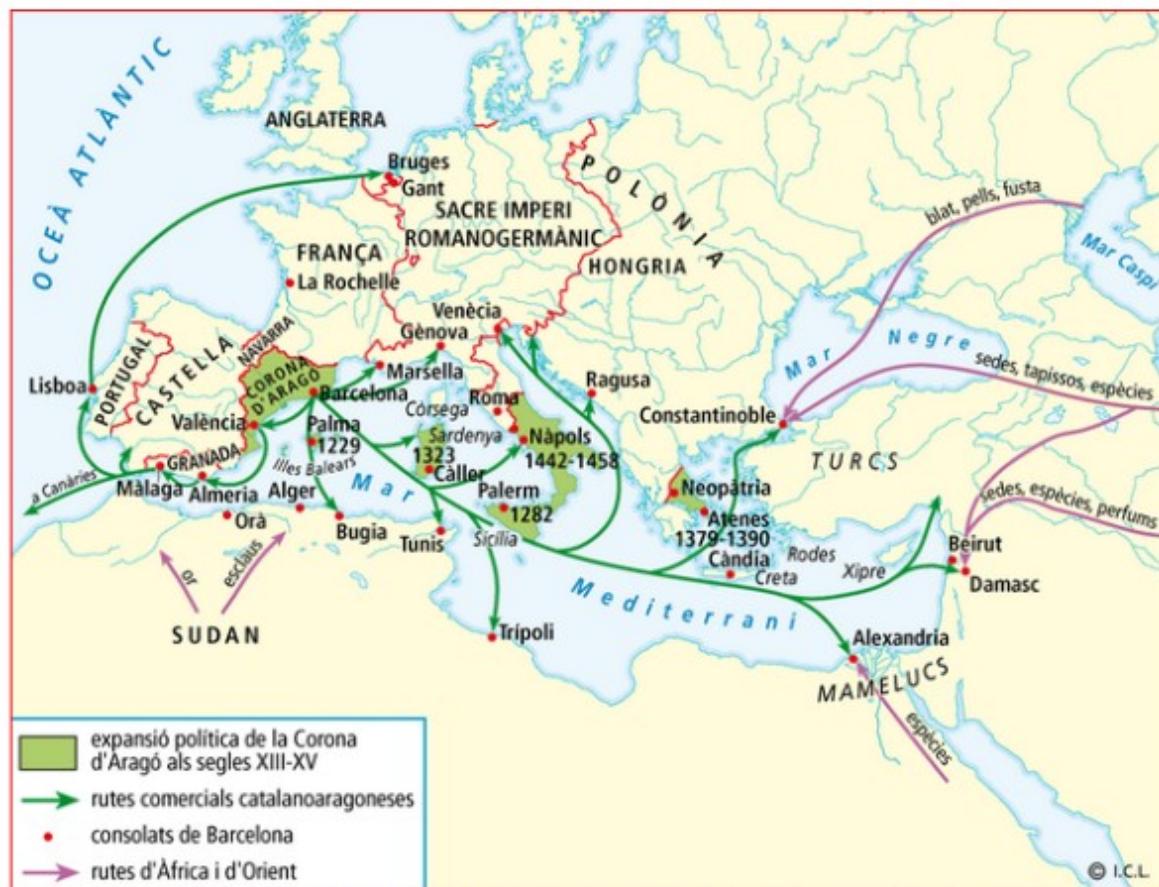 OCEÀ ATLÀNTIC
ANGLATERRA
Bruges
Gant
SACRE IMPERI
ROMANOGERMÀNIC
POLÒNIA
HONGRIA
FRANÇA
La Rochelle
blat, pells, fusta
Mar Caspi
Mar Negre
sedes, tapissos, espècies
Venècia
Gènova
Marsella
NAVARRA
CORONA
D'ARAGÓ
Barcelona
PORTUGAL
CASTELLA
Lisboa
València
Palma
1229
Illes Balears
Còrsega
Sardenya
1323
Càller
Roma
Ragusa
Nàpols
1442-1458
Constantinoble
TURCS
GRANADA
a Canàries
Màlaga
Almeria
Alger
Orà
Bugia
Tunis
Palerm
1282
Sicília
Neopàtria
Atenes
1379-1390
Càndia
Creta
Rodes
Xipre
sedes, espècies, perfums
Beirut
Damasc
Mar Mediterrani
or
esclaus
SUDAN
Trípoli
Alexandria
MAMELUCS
espècies
expansió política de la Corona
d'Aragó als segles XIII-XV
rutes comercials catalanoaragoneses
consolats de Barcelona
rutes d'Àfrica i d'Orient
© I.C.L.